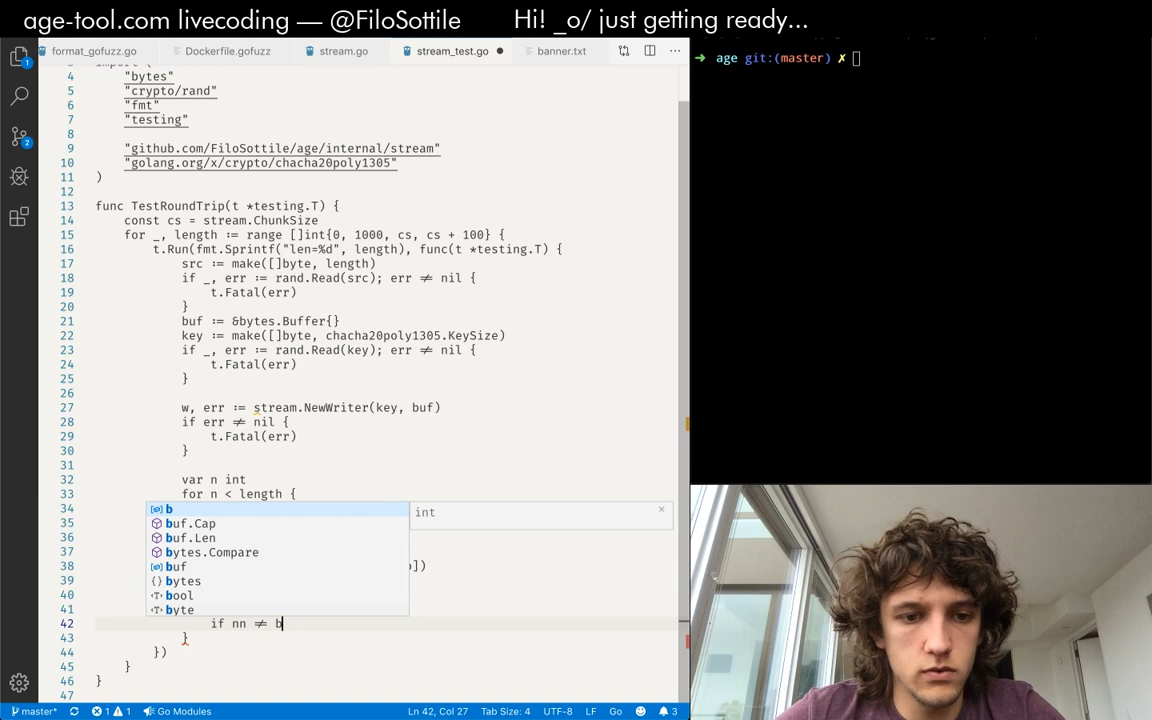 age-tool.com livecoding — @FiloSottile Hi! _o/ just getting ready...
format_gofuzz.go Dockerfile.gofuzz stream.go stream_test.go banner.txt
➜ age git:(master) ✗
4 "bytes"
5 "crypto/rand"
6 "fmt"
7 "testing"
8
9 "github.com/FiloSottile/age/internal/stream"
10 "golang.org/x/crypto/chacha20poly1305"
11 )
12
13 func TestRoundTrip(t *testing.T) {
14 const cs = stream.ChunkSize
15 for _, length := range []int{0, 1000, cs, cs + 100} {
16 t.Run(fmt.Sprintf("len=%d", length), func(t *testing.T) {
17 src := make([]byte, length)
18 if _, err := rand.Read(src); err ≠ nil {
19 t.Fatal(err)
20 }
21 buf := &bytes.Buffer{}
22 key := make([]byte, chacha20poly1305.KeySize)
23 if _, err := rand.Read(key); err ≠ nil {
24 t.Fatal(err)
25 }
26
27 w, err := stream.NewWriter(key, buf)
28 if err ≠ nil {
29 t.Fatal(err)
30 }
31
32 var n int
33 for n < length {
34 b int
35 buf.Cap
36 buf.Len
37 bytes.Compare
38 buf ])
39 bytes
40 bool
41 byte
42 if nn ≠ b
43 }
44 })
45 }
46 }
47
master* 1 1 Go Modules Ln 42, Col 27 Tab Size: 4 UTF-8 LF Go 3